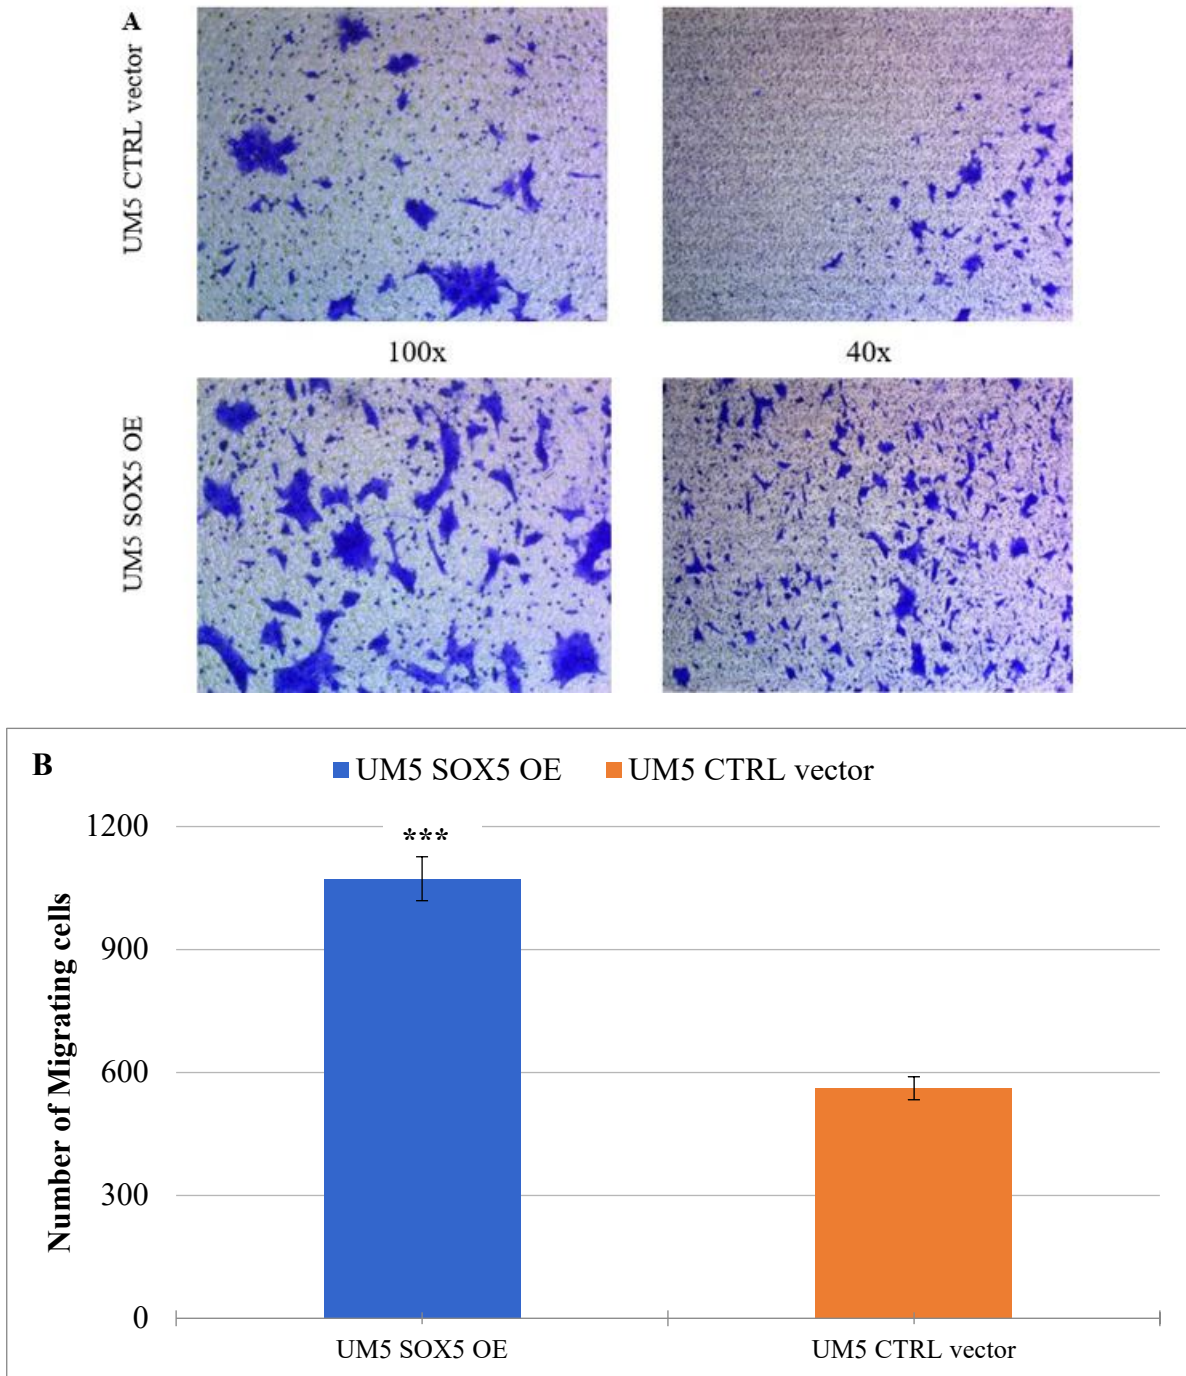 A
UM5 CTRL vector
100x
40x
UM5 SOX5 OE
B
UM5 SOX5 OE
UM5 CTRL vector
***
Number of Migrating cells
1200
900
600
300
0
UM5 SOX5 OE
UM5 CTRL vector